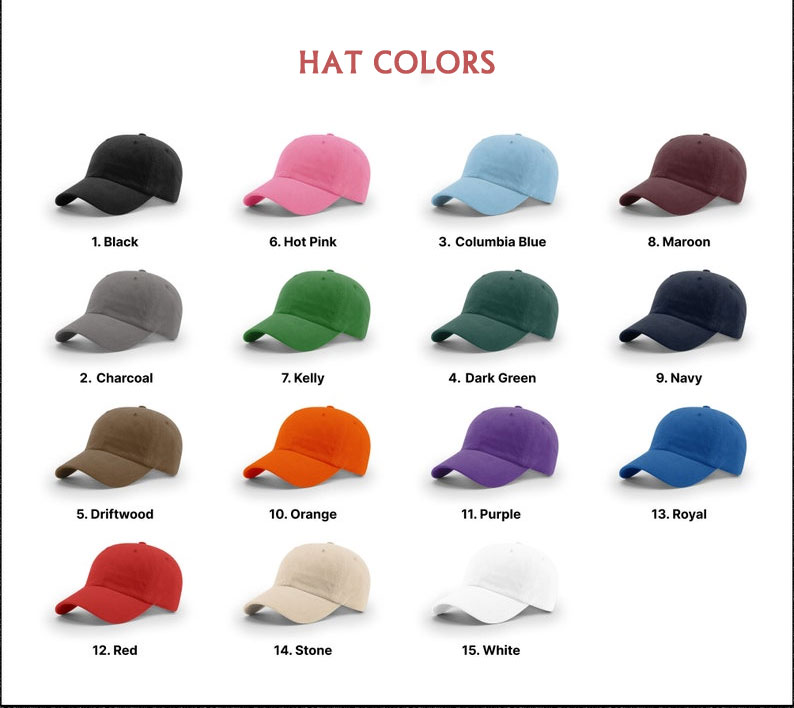 HAT COLORS
1. Black
6. Hot Pink
3. Columbia Blue
8. Maroon
2. Charcoal
7. Kelly
4. Dark Green
9. Navy
5. Driftwood
10. Orange
11. Purple
13. Royal
12. Red
14. Stone
15. White